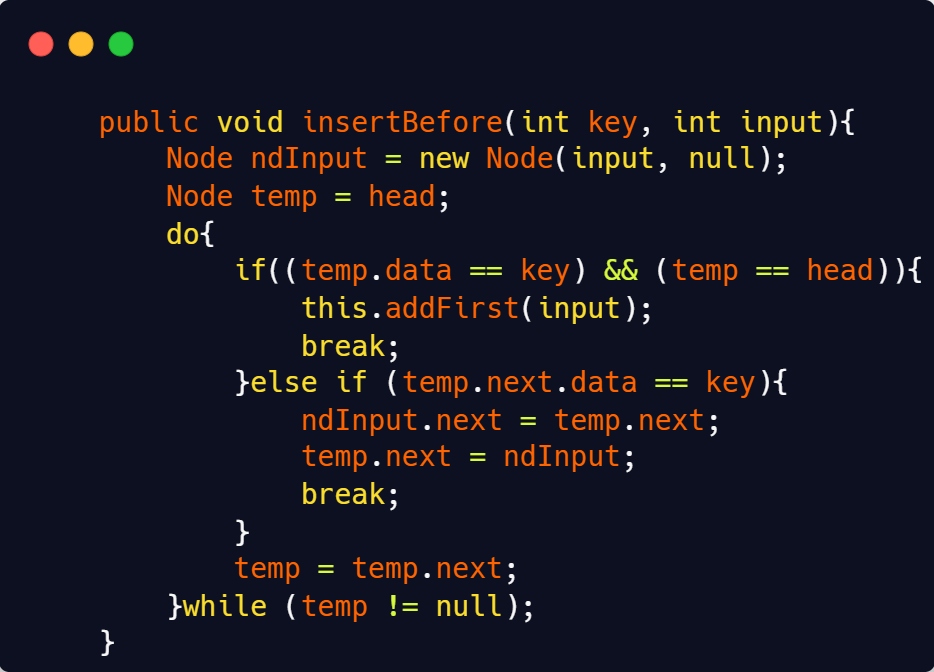 public void insertBefore(int key, int input){
    Node ndInput = new Node(input, null);
    Node temp = head;
    do{
        if((temp.data == key) && (temp == head)){
            this.addFirst(input);
            break;
        }else if (temp.next.data == key){
            ndInput.next = temp.next;
            temp.next = ndInput;
            break;
        }
        temp = temp.next;
    }while (temp != null);
}